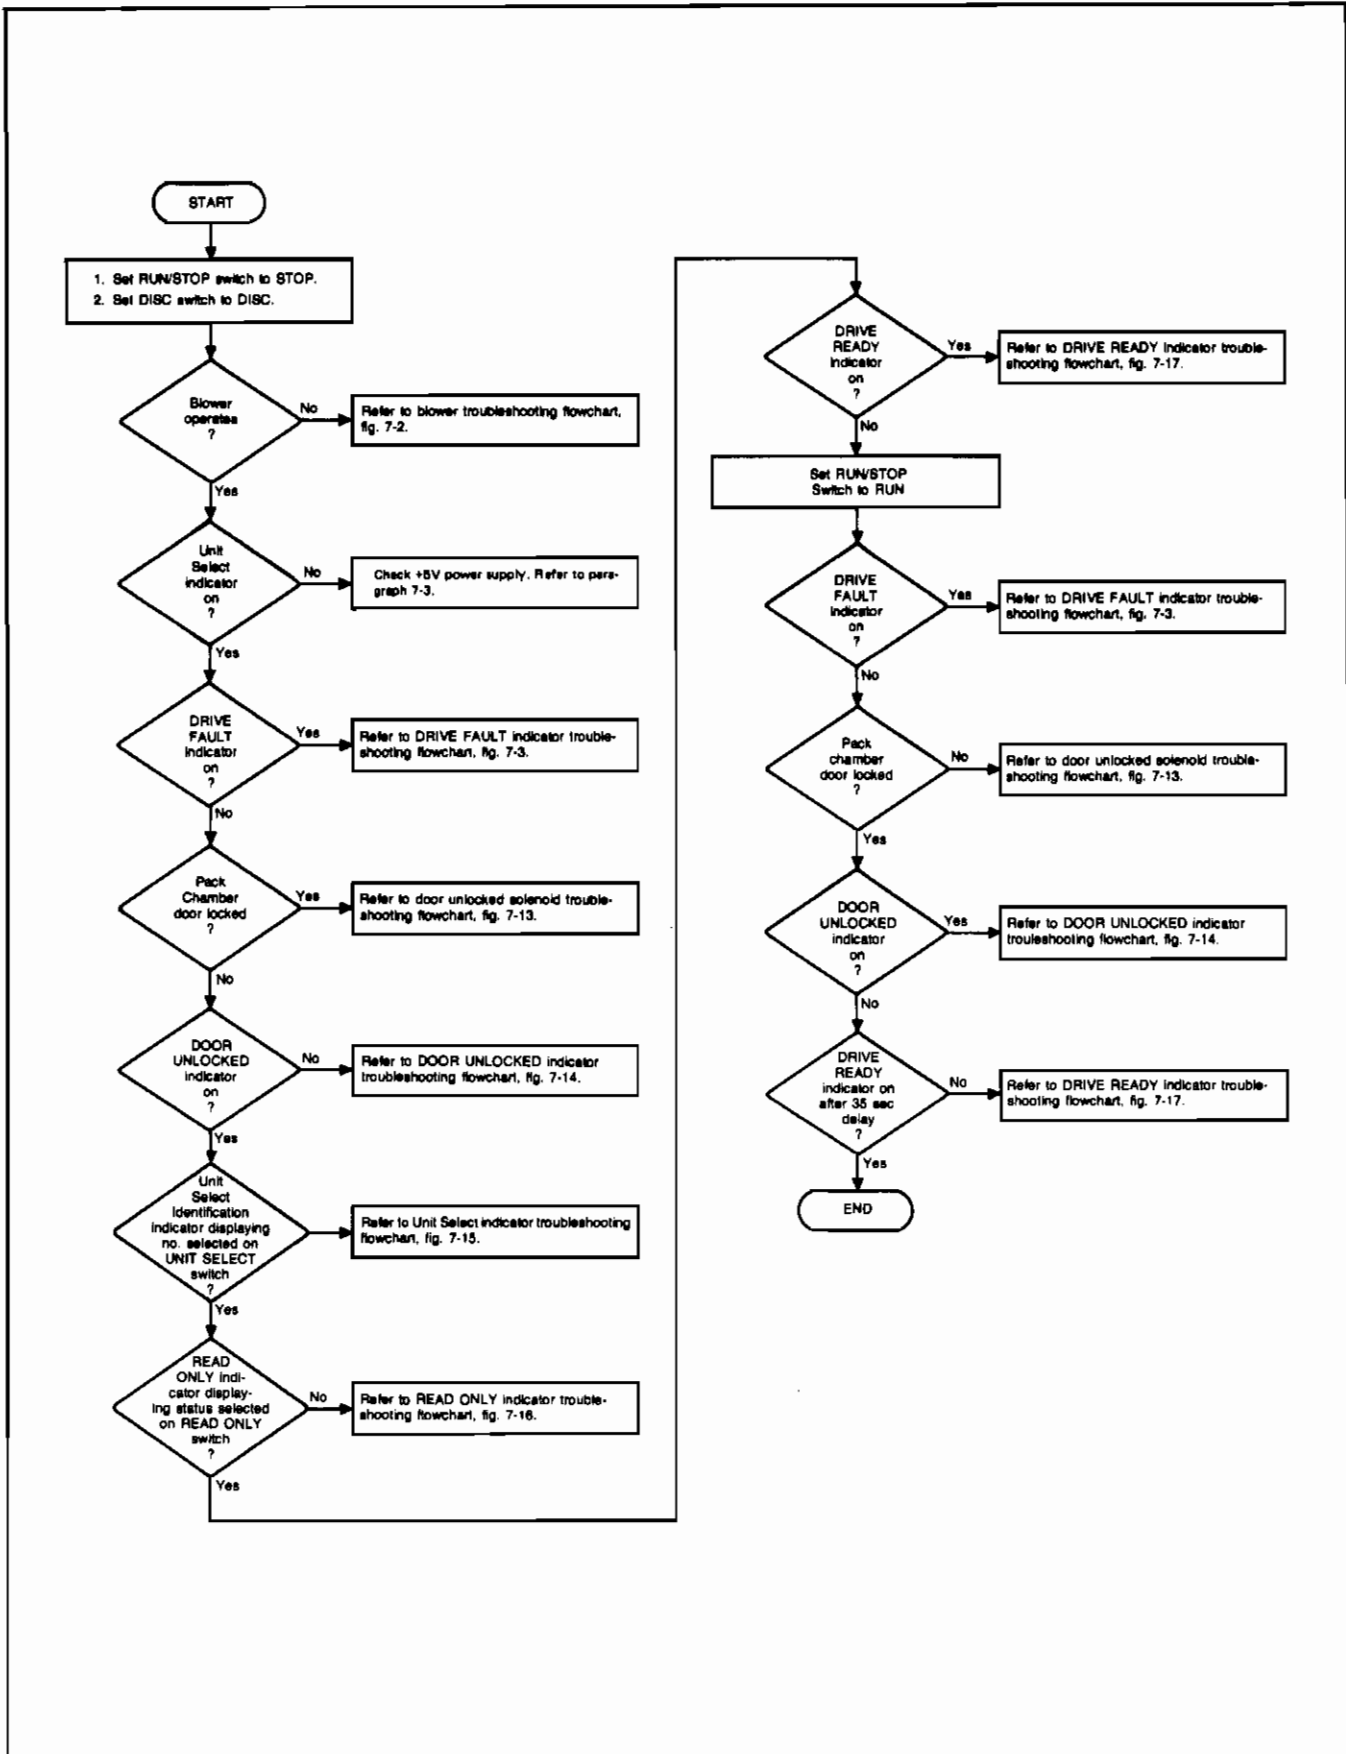 START
1. Set RUN/STOP switch to STOP.
2. Set DISC switch to DISC.
Blower
operates
?
No
Refer to blower troubleshooting flowchart,
fig. 7-2.
Yes
Unit
Select
indicator
on
?
No
Check +5V power supply. Refer to para-
graph 7-3.
Yes
DRIVE
FAULT
indicator
on
?
Yes
Refer to DRIVE FAULT indicator trouble-
shooting flowchart, fig. 7-3.
No
Pack
Chamber
door locked
?
Yes
Refer to door unlocked solenoid trouble-
shooting flowchart, fig. 7-13.
No
DOOR
UNLOCKED
indicator
on
?
No
Refer to DOOR UNLOCKED indicator
troubleshooting flowchart, fig. 7-14.
Yes
Unit
Select
Identification
indicator displaying
no. selected on
UNIT SELECT
switch
?
Refer to Unit Select indicator troubleshooting
flowchart, fig. 7-15.
Yes
READ
ONLY indi-
cator display-
ing status selected
on READ ONLY
switch
?
No
Refer to READ ONLY indicator trouble-
shooting flowchart, fig. 7-16.
Yes
DRIVE
READY
indicator
on
?
Yes
Refer to DRIVE READY indicator trouble-
shooting flowchart, fig. 7-17.
No
Set RUN/STOP
Switch to RUN
DRIVE
FAULT
indicator
on
?
Yes
Refer to DRIVE FAULT indicator trouble-
shooting flowchart, fig. 7-3.
No
Pack
chamber
door locked
?
No
Refer to door unlocked solenoid trouble-
shooting flowchart, fig. 7-13.
Yes
DOOR
UNLOCKED
indicator
on
?
Yes
Refer to DOOR UNLOCKED indicator
trouleshooting flowchart, fig. 7-14.
No
DRIVE
READY
indicator on
after 35 sec
delay
?
No
Refer to DRIVE READY indicator trouble-
shooting flowchart, fig. 7-17.
Yes
END